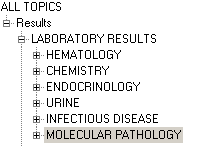 ALL TOPICS
Results
LABORATORY RESULTS
HEMATOLOGY
CHEMISTRY
ENDOCRINOLOGY
URINE
INFECTIOUS DISEASE
MOLECULAR PATHOLOGY